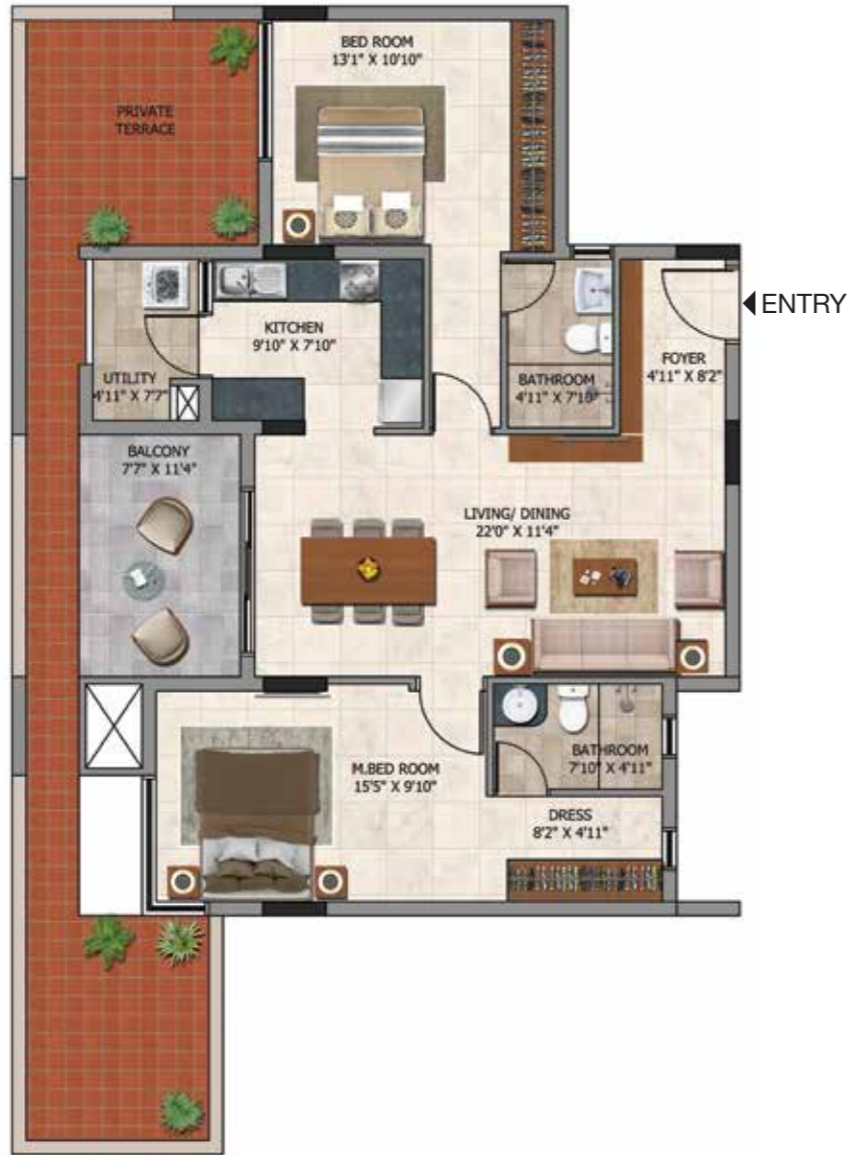 BED ROOM
13'1" X 10'10"
PRIVATE
TERRACE
ENTRY
KITCHEN
9'10" X 7'10"
FOYER
4'11" X 8'2"
UTILITY
4'11" X 7'7"
BATHROOM
4'11" X 7'10"
BALCONY
7'7" X 11'4"
LIVING/ DINING
22'0" X 11'4"
BATHROOM
7'10" X 4'11"
M.BED ROOM
15'5" X 9'10"
DRESS
8'2" X 4'11"